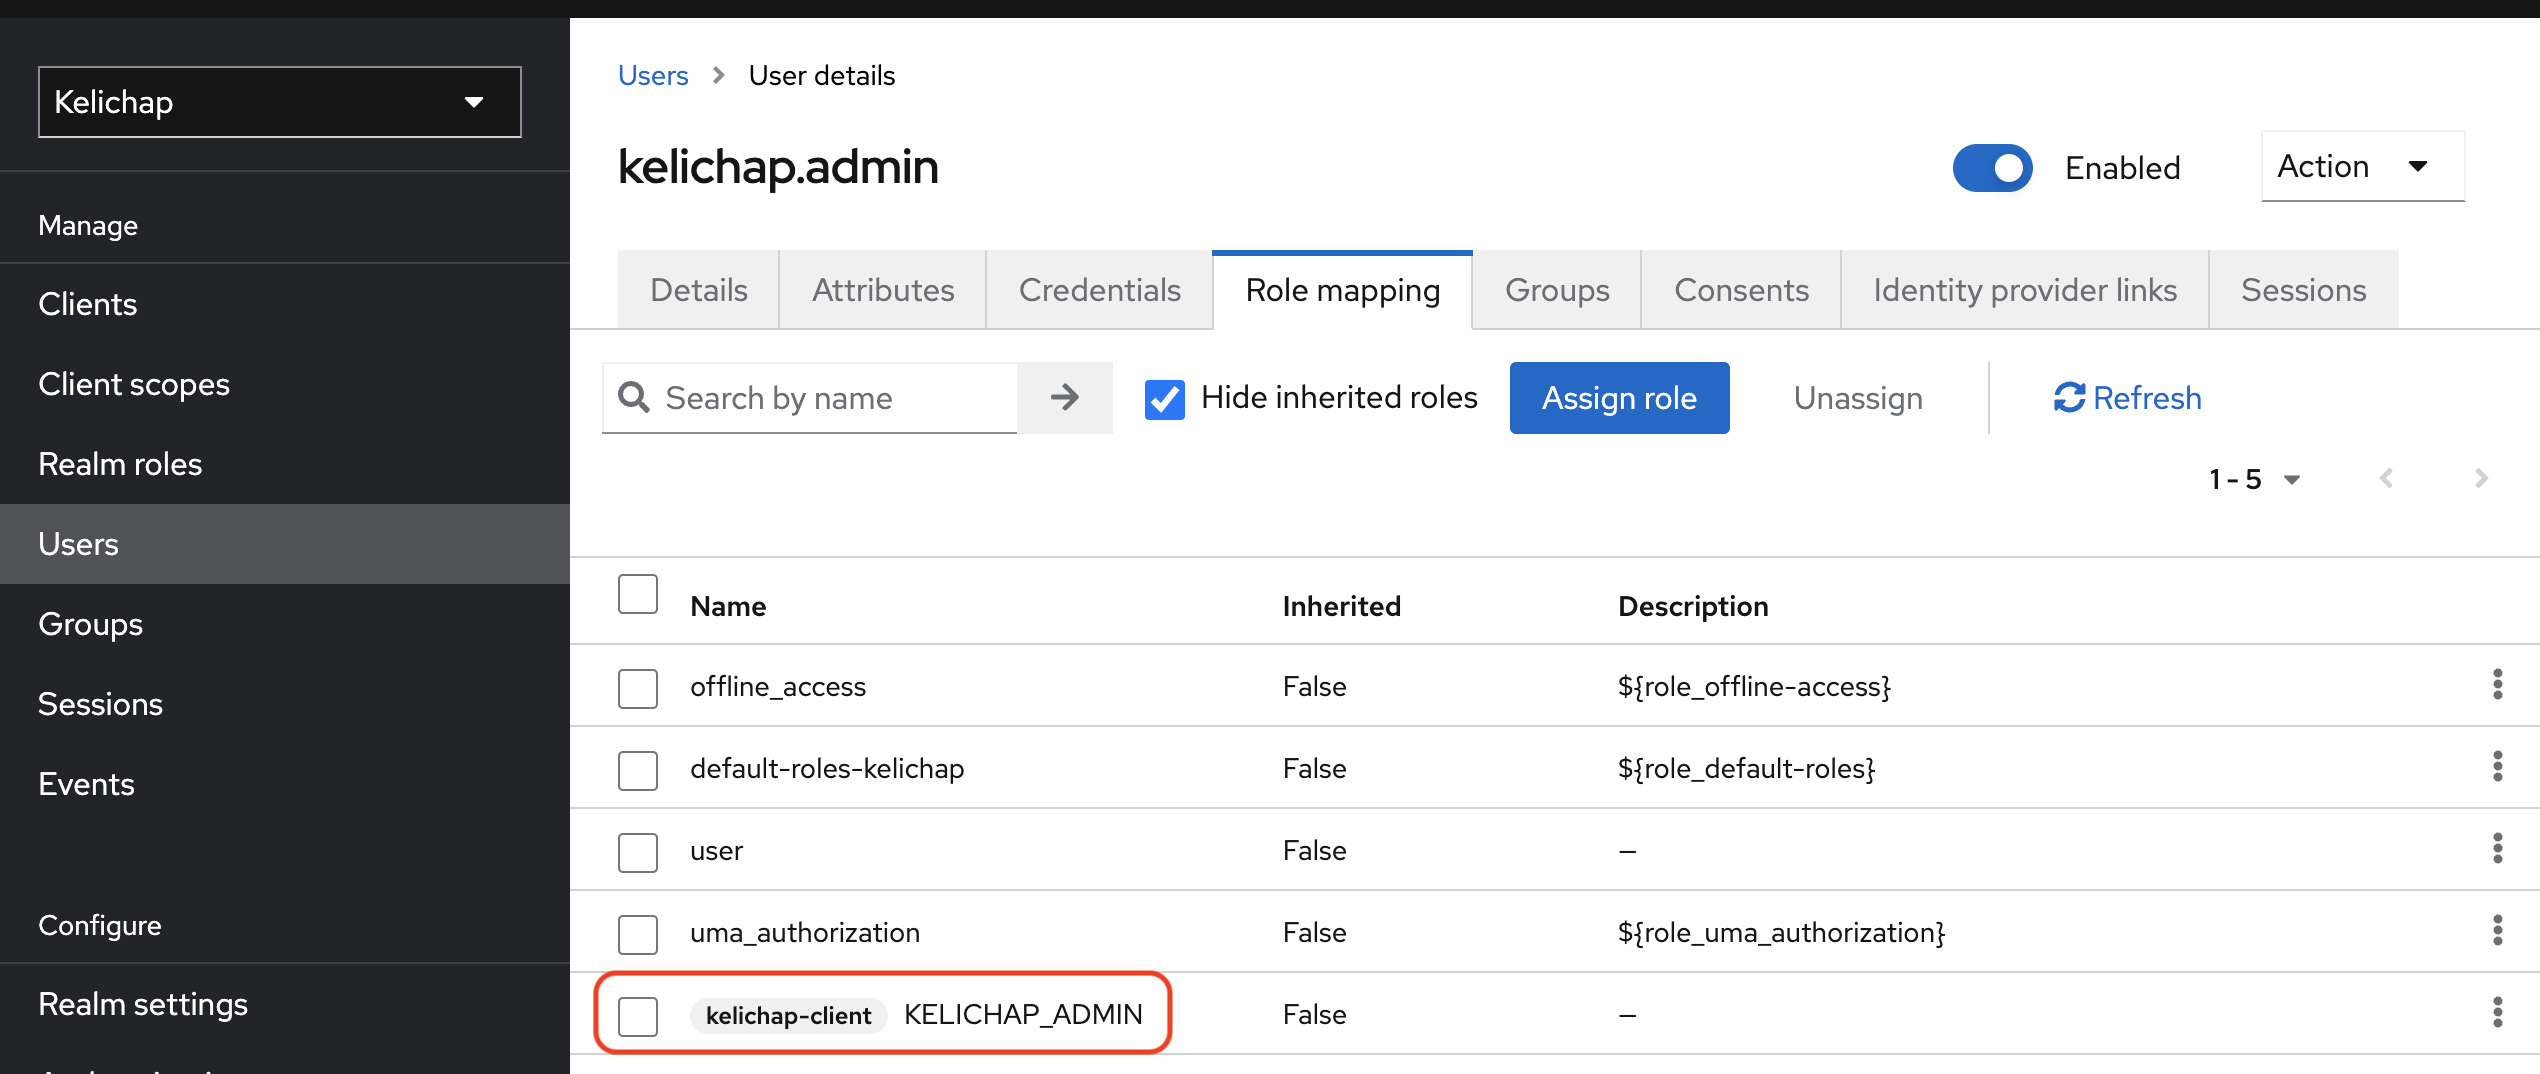 Kelichap
Manage
Clients
Client scopes
Realm roles
Users
Groups
Sessions
Events
Configure
Realm settings
Users > User details
kelichap.admin
Enabled
Action
Details Attributes Credentials Role mapping Groups Consents Identity provider links Sessions
Search by name Hide inherited roles Assign role Unassign Refresh
1 - 5
Name Inherited Description
offline_access False ${role_offline-access}
default-roles-kelichap False ${role_default-roles}
user False –
uma_authorization False ${role_uma_authorization}
kelichap-client KELICHAP_ADMIN False –